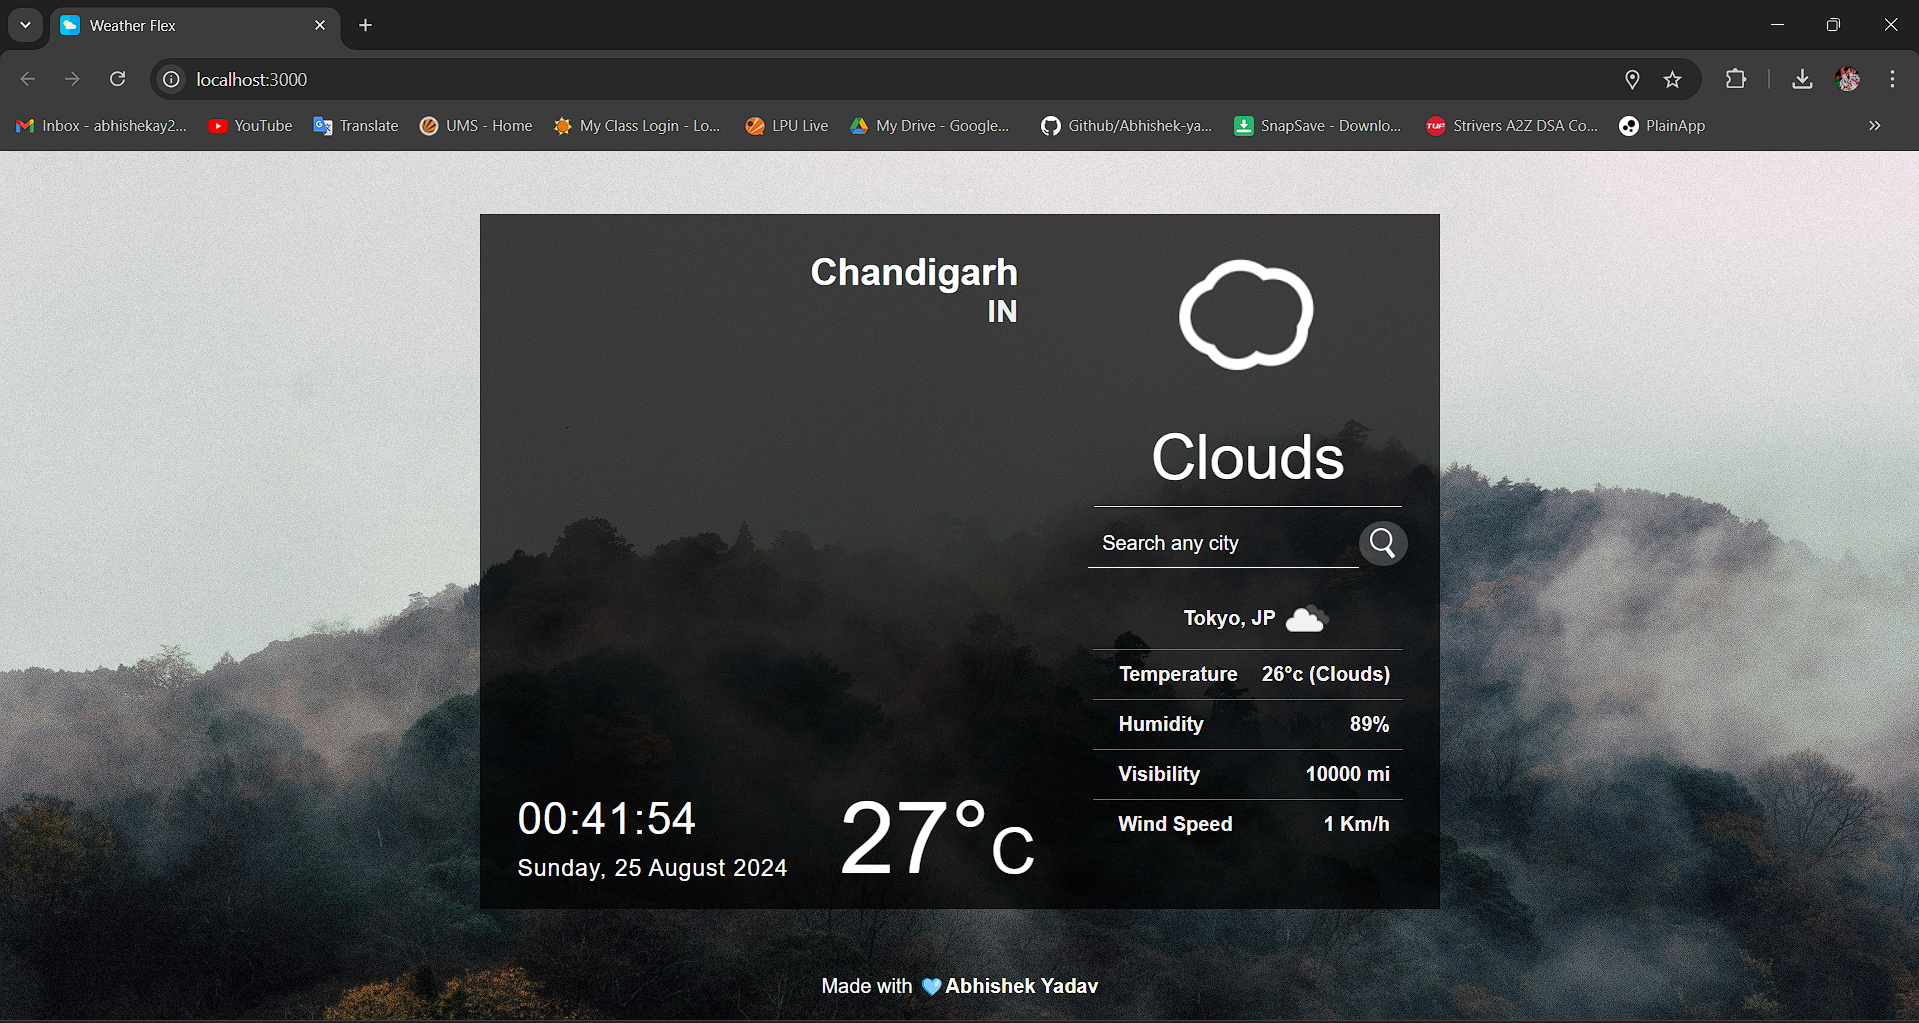 Weather Flex
localhost:3000
Inbox - abhishekay2...
YouTube
Translate
UMS - Home
My Class Login - Lo...
LPU Live
My Drive - Google...
Github/Abhishek-ya...
SnapSave - Downlo...
TUF
Strivers A2Z DSA Co...
PlainApp
Chandigarh
IN
Clouds
Search any city
Tokyo, JP
Temperature 26°c (Clouds)
Humidity 89%
Visibility 10000 mi
Wind Speed 1 Km/h
00:41:54
Sunday, 25 August 2024
27°C
Made with 🩵Abhishek Yadav